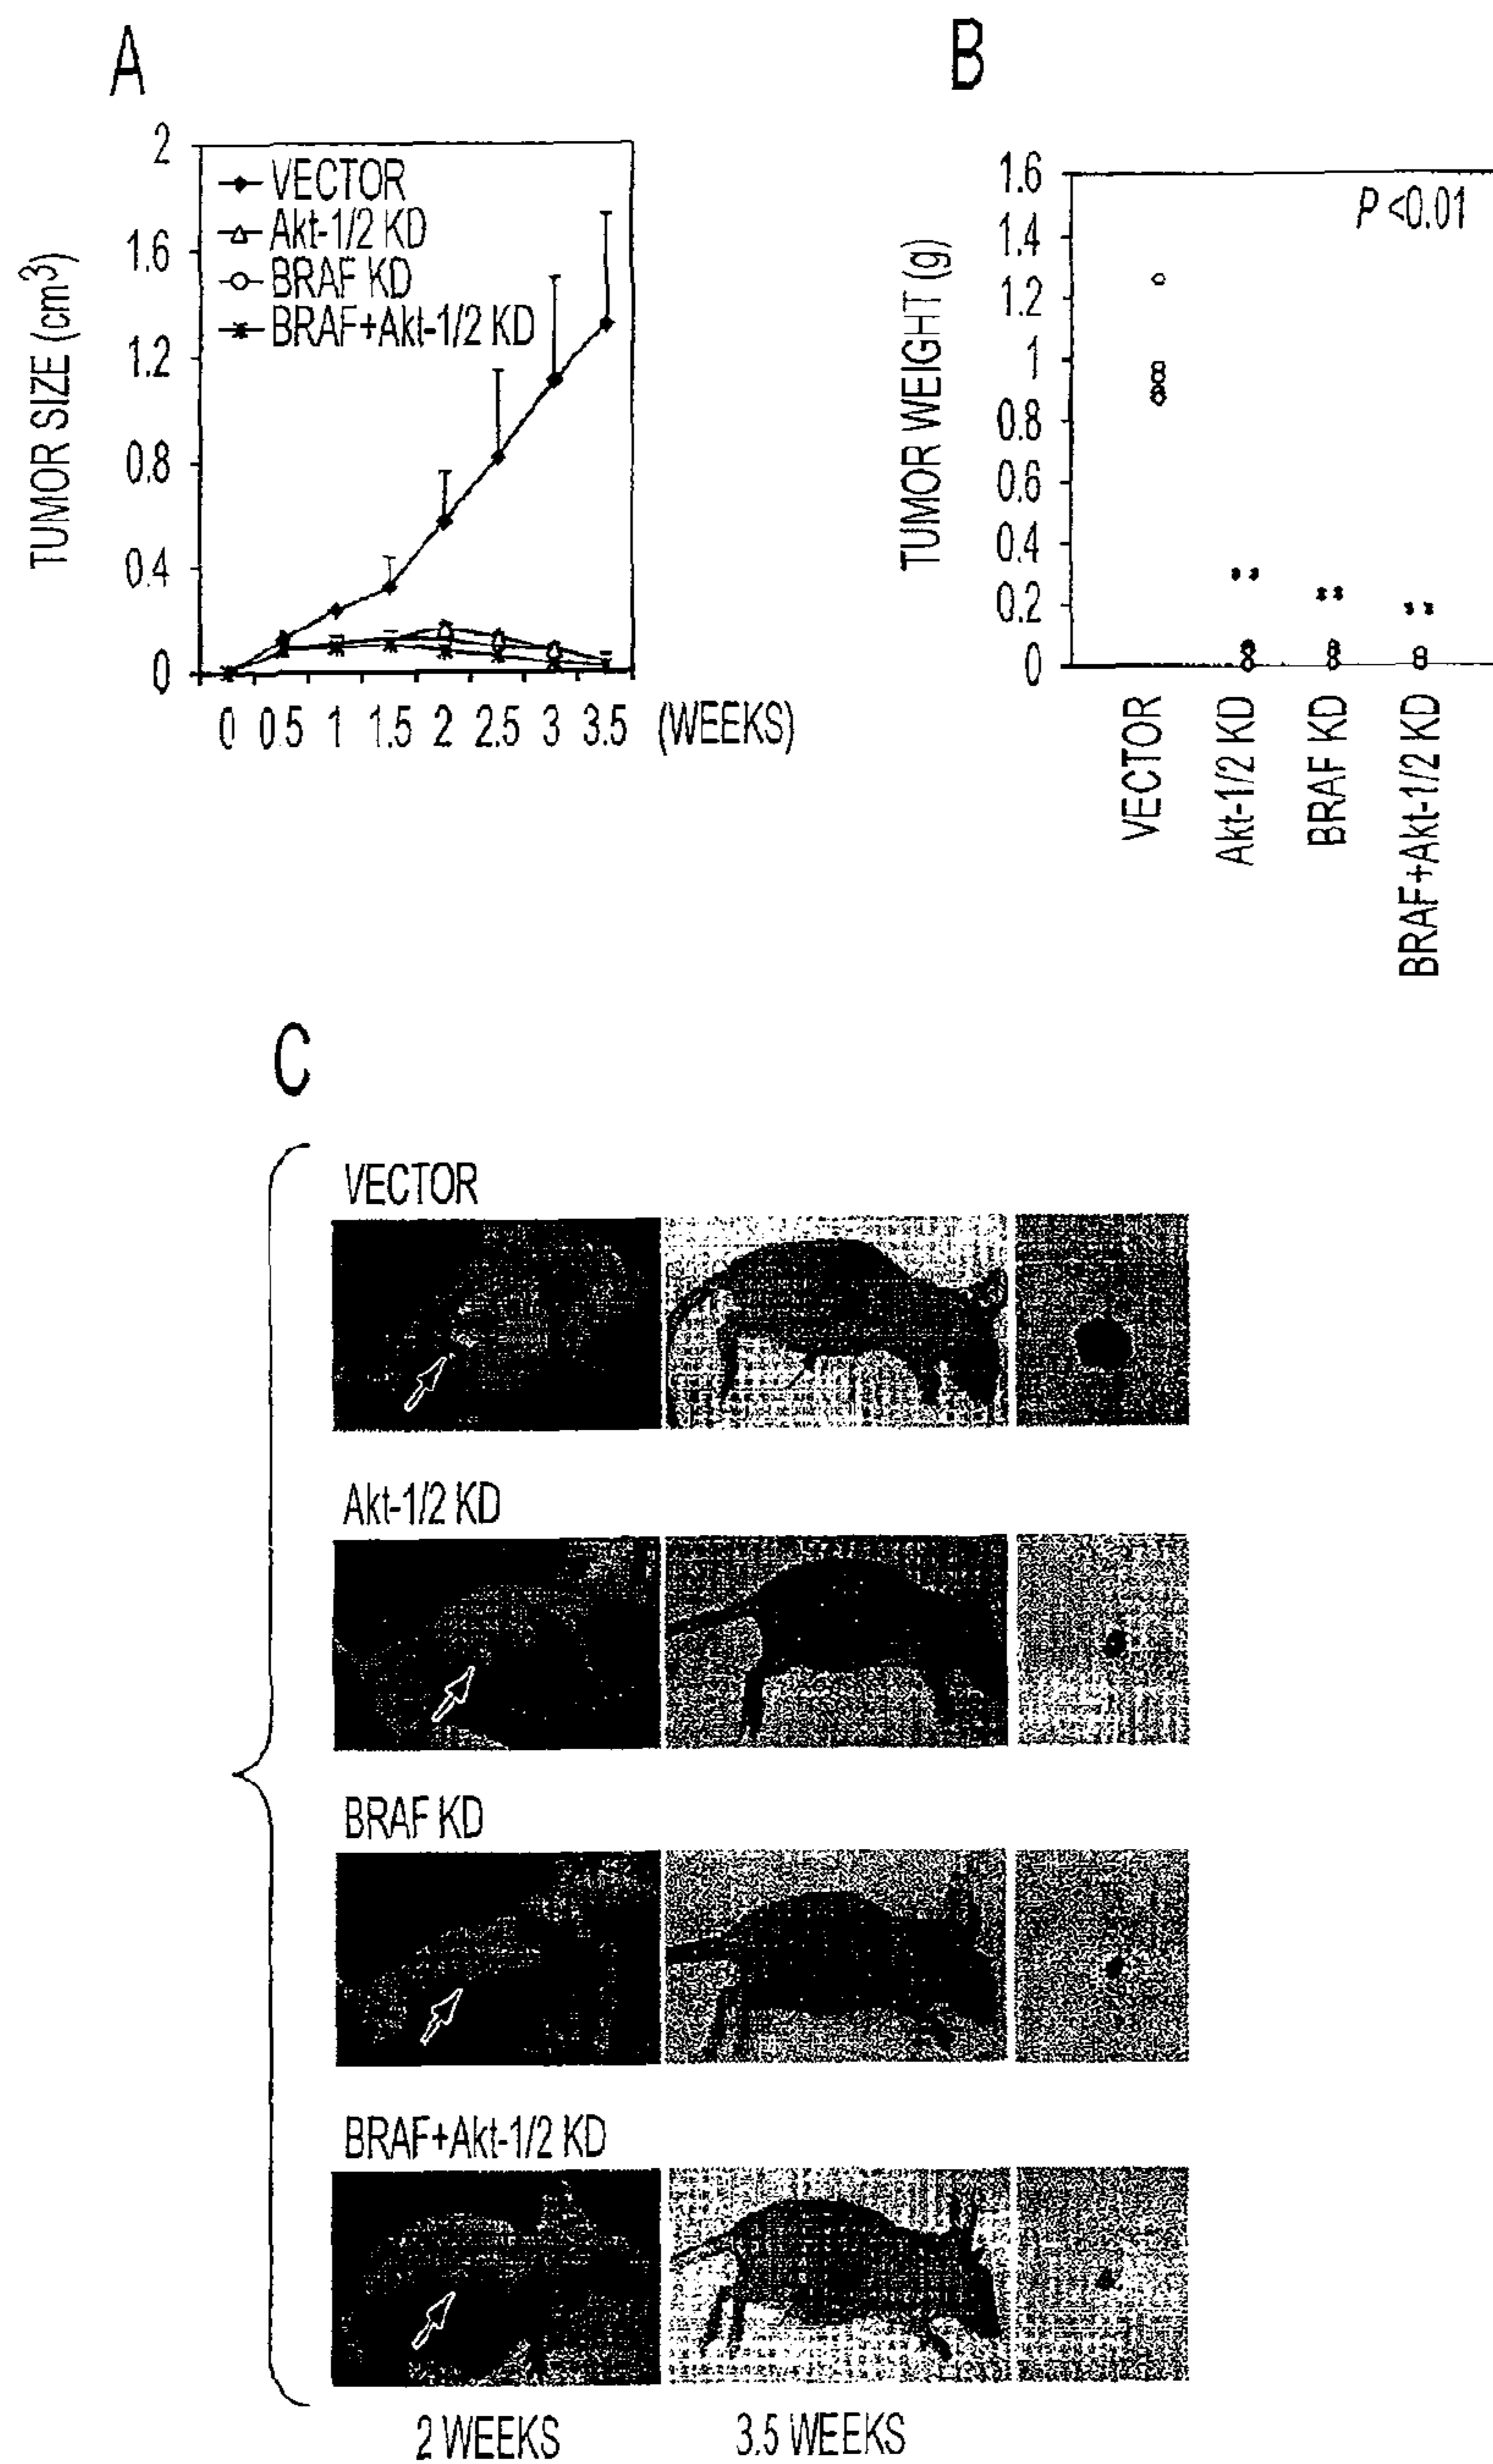 A
TUMOR SIZE (cm3)
2
1.6
1.2
0.8
0.4
0
VECTOR
Akt-1/2 KD
BRAF KD
BRAF+Akt-1/2 KD
0 0.5 1 1.5 2 2.5 3 3.5 (WEEKS)
B
TUMOR WEIGHT (g)
1.6
1.4
1.2
1
0.8
0.6
0.4
0.2
0
P <0.01
** ** **
VECTOR
Akt-1/2 KD
BRAF KD
BRAF+Akt-1/2 KD
C
VECTOR
Akt-1/2 KD
BRAF KD
BRAF+Akt-1/2 KD
2 WEEKS 3.5 WEEKS